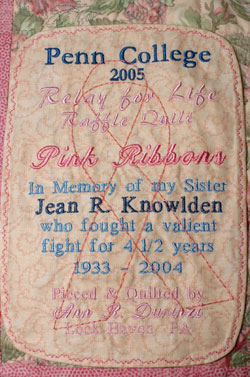 Penn College
2005
Relay for Life
Raffle Quilt
Pink Ribbons
In Memory of my Sister
Jean R. Knowlden
who fought a valient
fight for 4 1/2 years
1933 - 2004
Pieced & Quilted by
Ann R.
Lock Haven, PA